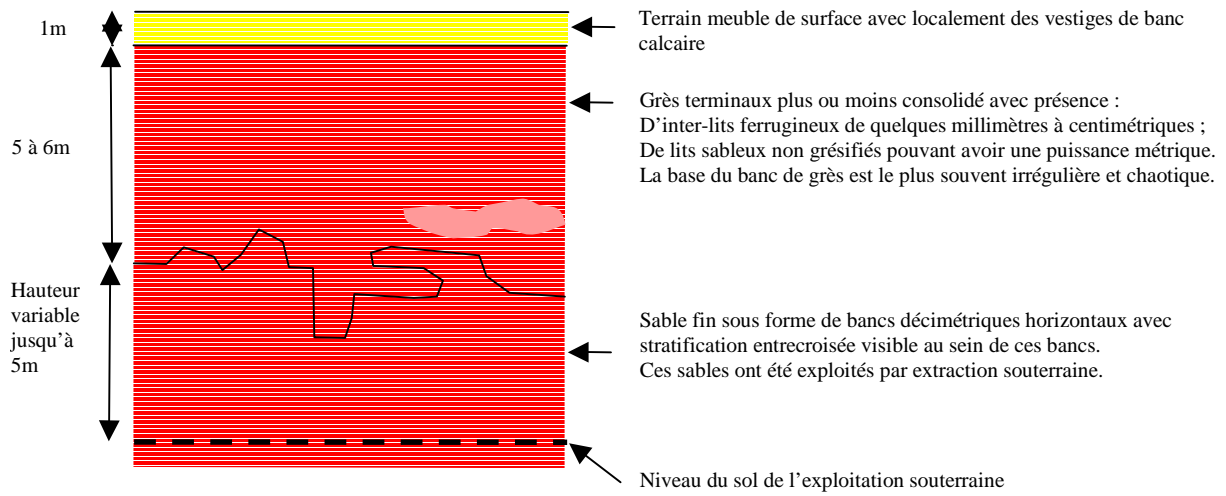 1m
Terrain meuble de surface avec localement des vestiges de banc
calcaire
5 à 6m
Grès terminaux plus ou moins consolidé avec présence :
D’inter-lits ferrugineux de quelques millimètres à centimétriques ;
De lits sableux non grésifiés pouvant avoir une puissance métrique.
La base du banc de grès est le plus souvent irrégulière et chaotique.
Hauteur
variable
jusqu’à
5m
Sable fin sous forme de bancs décimétriques horizontaux avec
stratification entrecroisée visible au sein de ces bancs.
Ces sables ont été exploités par extraction souterraine.
Niveau du sol de l’exploitation souterraine